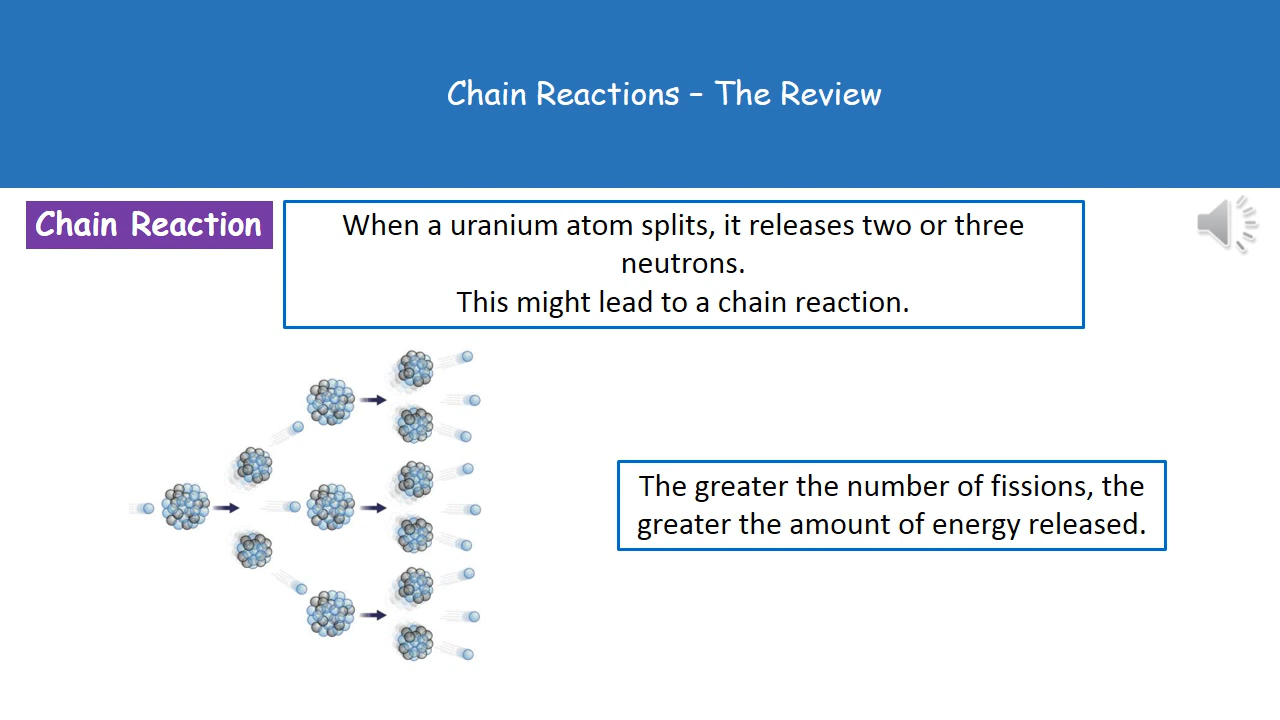 Chain Reactions – The Review
Chain Reaction
When a uranium atom splits, it releases two or three
neutrons.
This might lead to a chain reaction.
The greater the number of fissions, the
greater the amount of energy released.